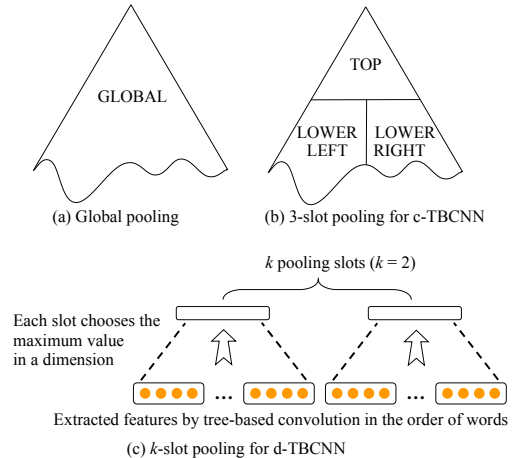 GLOBAL
TOP
LOWER
LEFT
LOWER
RIGHT
(a) Global pooling
(b) 3-slot pooling for c-TBCNN
k pooling slots (k = 2)
Each slot chooses the
maximum value
in a dimension
... ...
Extracted features by tree-based convolution in the order of words
(c) k-slot pooling for d-TBCNN